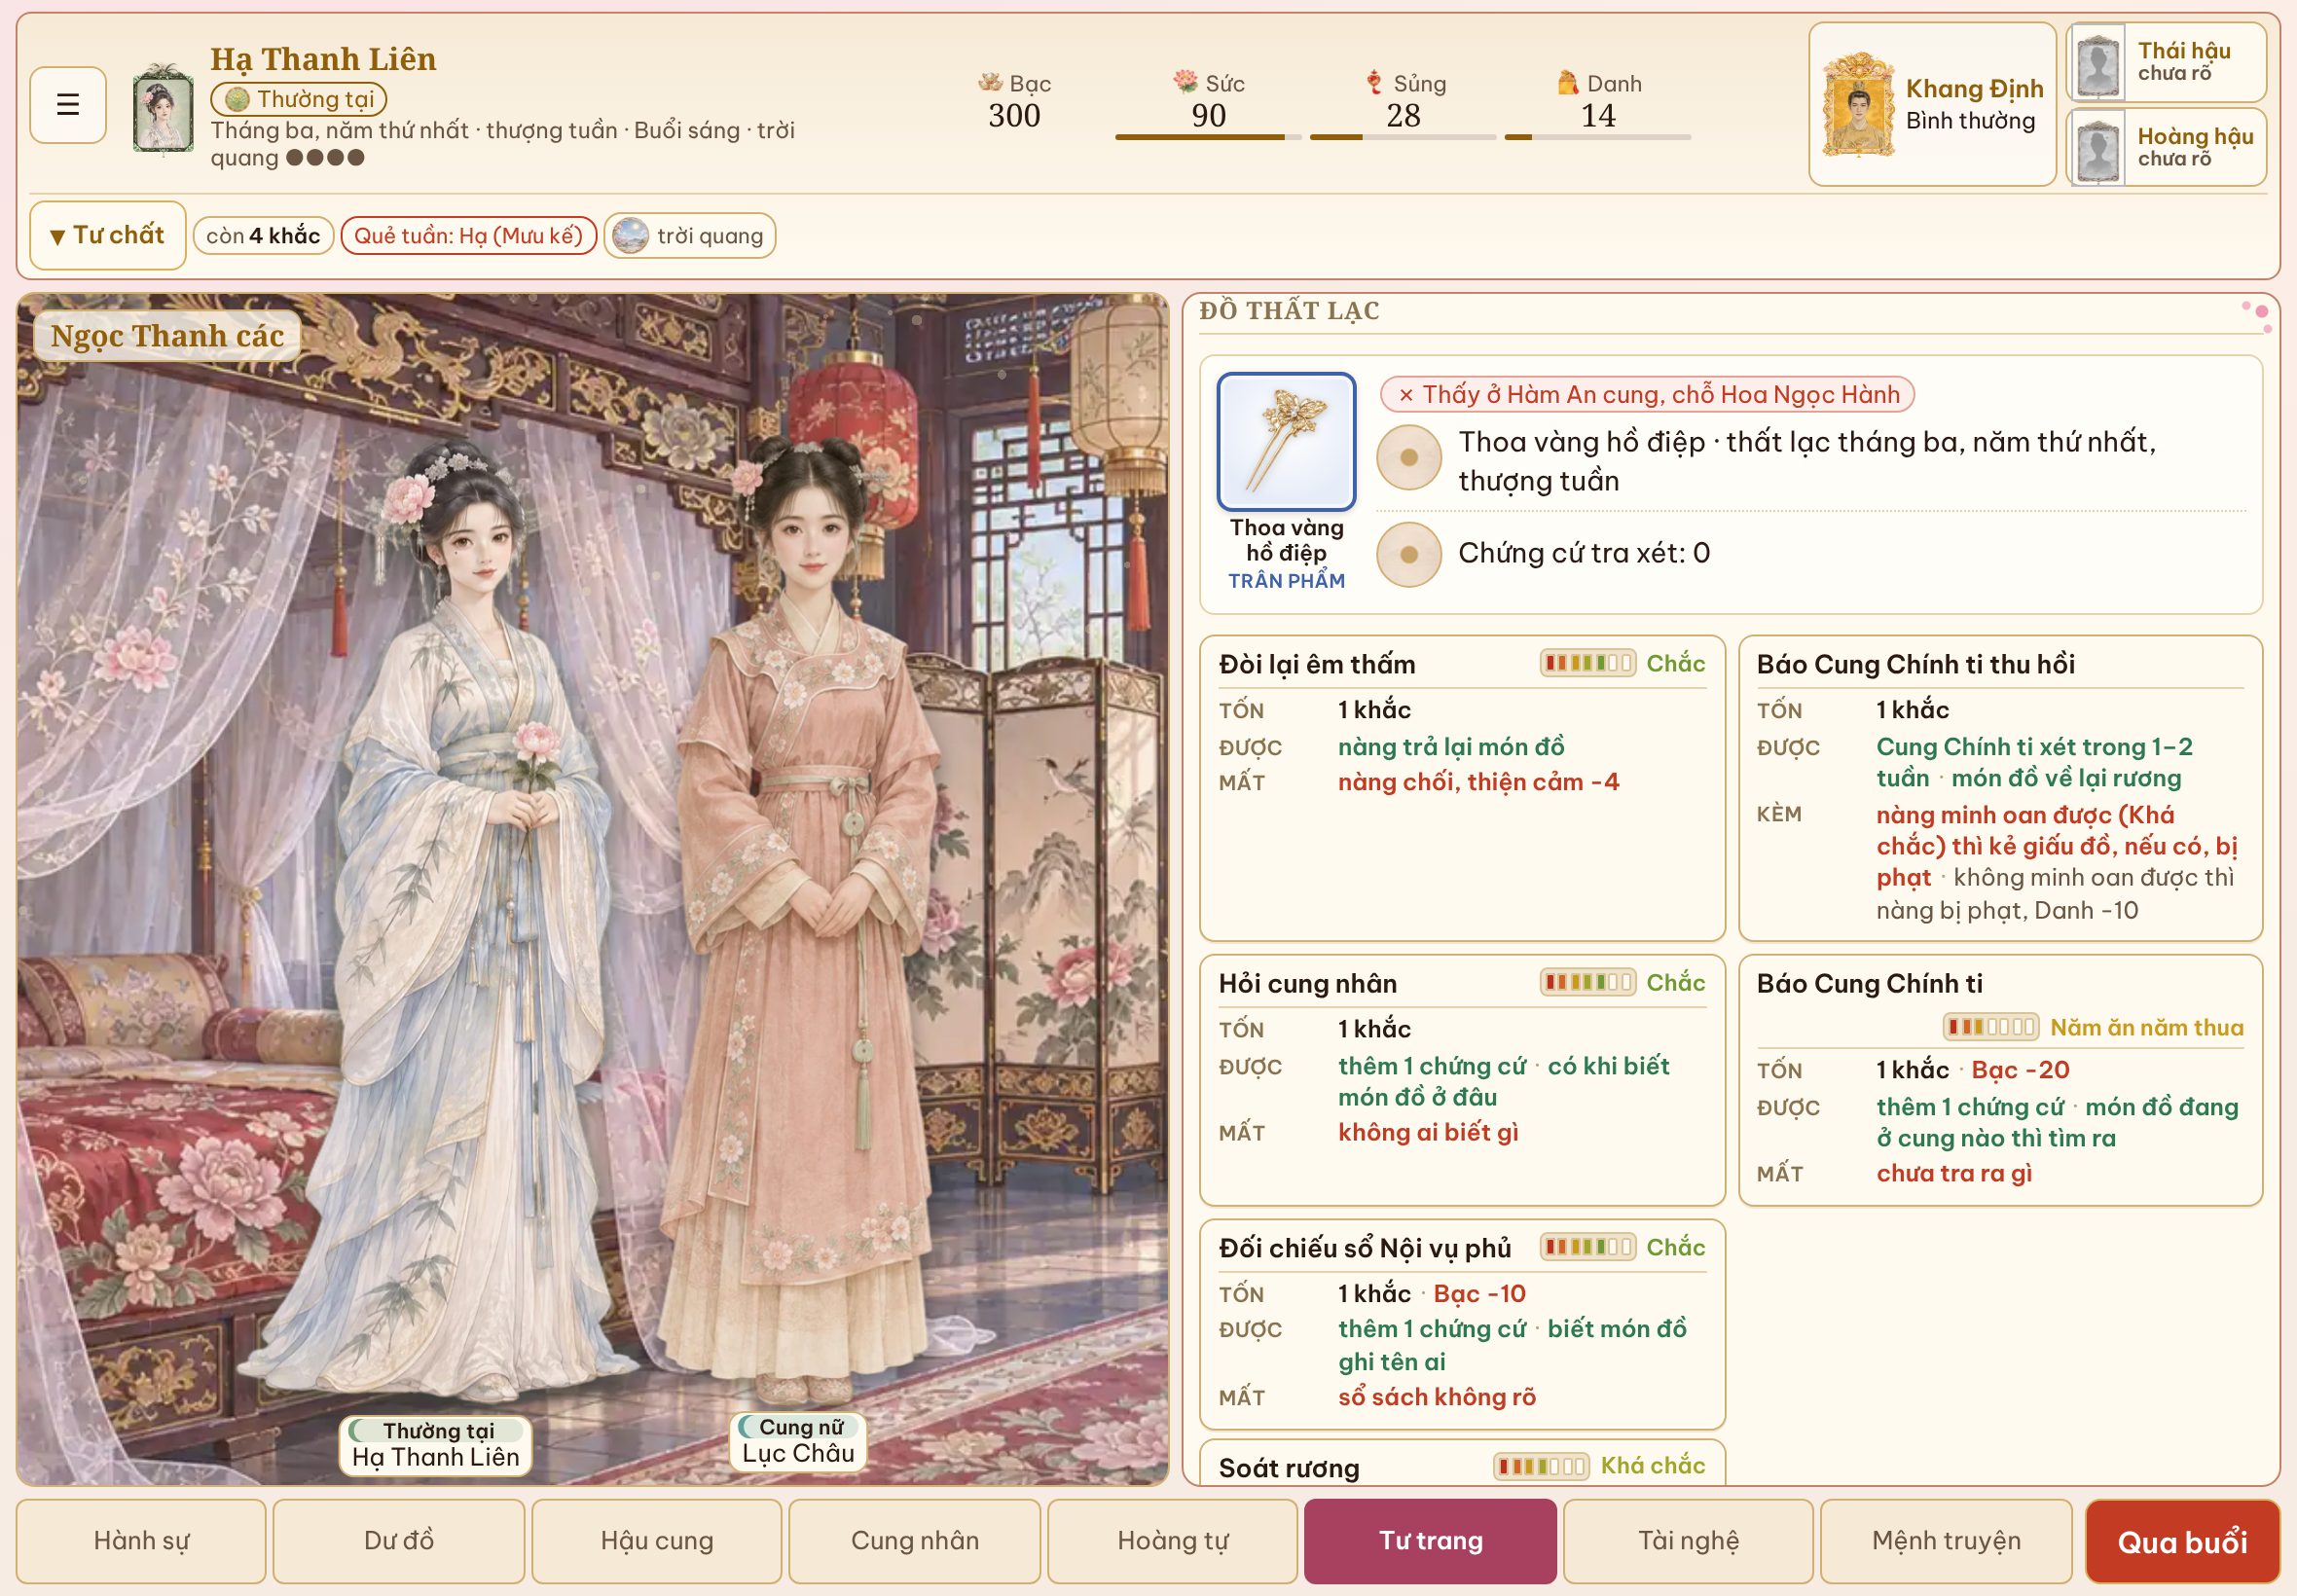 ☰
Hạ Thanh Liên
Thường tại
Tháng ba, năm thứ nhất · thượng tuần · Buổi sáng · trời
quang ●●●●
Bạc
300
Sức
90
Sủng
28
Danh
14
Khang Định
Bình thường
Thái hậu
chưa rõ
Hoàng hậu
chưa rõ
▼ Tư chất
còn 4 khắc
Quẻ tuần: Hạ (Mưu kế)
trời quang
Ngọc Thanh các
Thường tại
Hạ Thanh Liên
Cung nữ
Lục Châu
ĐỒ THẤT LẠC
× Thấy ở Hàm An cung, chỗ Hoa Ngọc Hành
Thoa vàng hồ điệp · thất lạc tháng ba, năm thứ nhất,
thượng tuần
Thoa vàng
hồ điệp
TRÂN PHẨM
Chứng cứ tra xét: 0
Đòi lại êm thấm Chắc
TỐN 1 khắc
ĐƯỢC nàng trả lại món đồ
MẤT nàng chối, thiện cảm -4
Báo Cung Chính ti thu hồi
TỐN 1 khắc
ĐƯỢC Cung Chính ti xét trong 1–2
tuần · món đồ về lại rương
KÈM nàng minh oan được (Khá
chắc) thì kẻ giấu đồ, nếu có, bị
phạt · không minh oan được thì
nàng bị phạt, Danh -10
Hỏi cung nhân Chắc
TỐN 1 khắc
ĐƯỢC thêm 1 chứng cứ · có khi biết
món đồ ở đâu
MẤT không ai biết gì
Báo Cung Chính ti
Năm ăn năm thua
TỐN 1 khắc · Bạc -20
ĐƯỢC thêm 1 chứng cứ · món đồ đang
ở cung nào thì tìm ra
MẤT chưa tra ra gì
Đối chiếu sổ Nội vụ phủ Chắc
TỐN 1 khắc · Bạc -10
ĐƯỢC thêm 1 chứng cứ · biết món đồ
ghi tên ai
MẤT sổ sách không rõ
Soát rương Khá chắc
Hành sự
Dư đồ
Hậu cung
Cung nhân
Hoàng tự
Tư trang
Tài nghệ
Mệnh truyện
Qua buổi